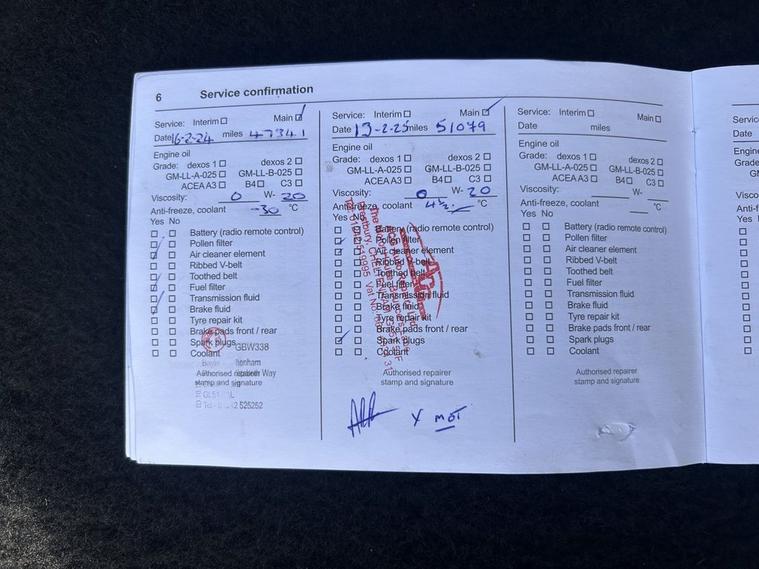 6 Service confirmation
Service: Interim Main
Date 16-2-24 miles 47341
Engine oil
Grade: dexos 1 dexos 2
GM-LL-A-025 GM-LL-B-025
ACEA A3 B4 C3
Viscosity: 0 W- 20
Anti-freeze, coolant -30 °C
Yes No
Battery (radio remote control)
Pollen filter
Air cleaner element
Ribbed V-belt
Toothed belt
Fuel filter
Transmission fluid
Brake fluid
Tyre repair kit
Brake pads front / rear
Spark plugs
GBW338
Coolant
Authorised repairer Way
stamp and signature
525252
Service: Interim Main
Date 13-2-25 miles 51079
Engine oil
Grade: dexos 1 dexos 2
GM-LL-A-025 GM-LL-B-025
ACEA A3 B4 C3
Viscosity: 0 W- 20
Anti-freeze, coolant °C
Yes No
Battery (radio remote control)
Pollen filter
Air cleaner element
Ribbed V-belt
Toothed belt
Fuel filter
Transmission fluid
Brake fluid
Tyre repair kit
Brake pads front / rear
Spark plugs
Coolant
Authorised repairer
stamp and signature
x MOT
Service: Interim Main
Date miles
Engine oil
Grade: dexos 1 dexos 2
GM-LL-A-025 GM-LL-B-025
ACEA A3 B4 C3
Viscosity: W-
Anti-freeze, coolant °C
Yes No
Battery (radio remote control)
Pollen filter
Air cleaner element
Ribbed V-belt
Toothed belt
Fuel filter
Transmission fluid
Brake fluid
Tyre repair kit
Brake pads front / rear
Spark plugs
Coolant
Authorised repairer
stamp and signature
Date